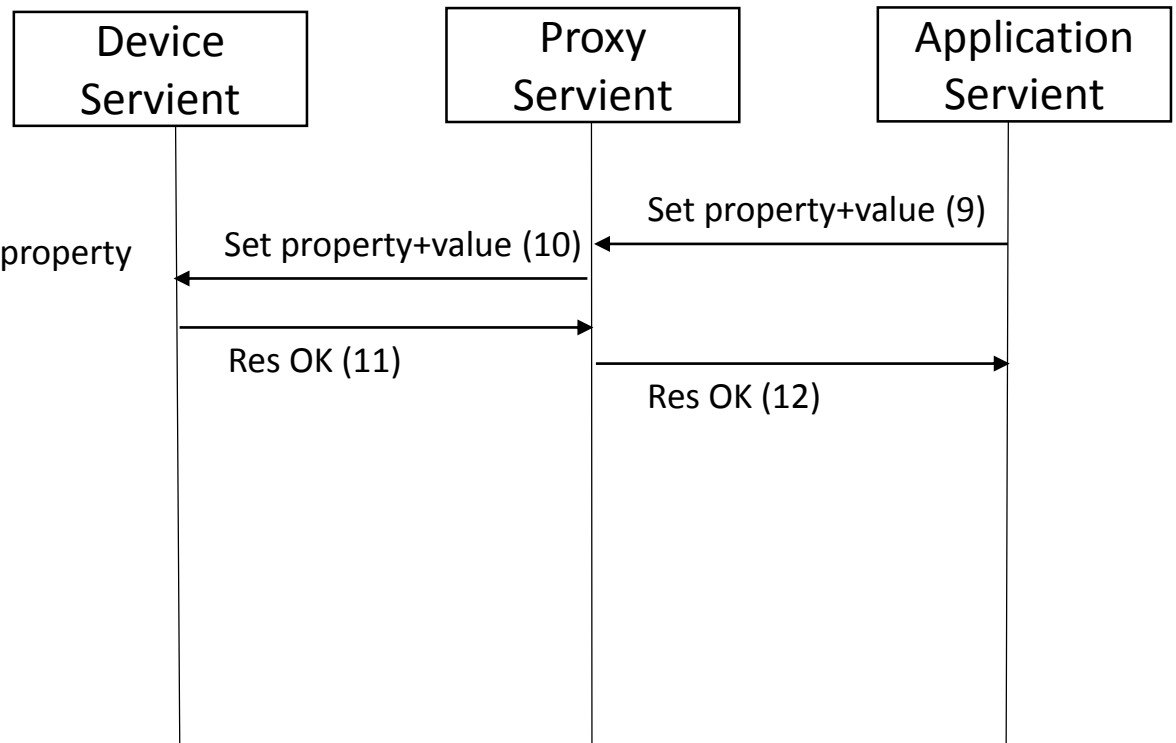 Device
Servient
Proxy
Servient
Application
Servient
Set property+value (9)
property
Set property+value (10)
Res OK (11)
Res OK (12)